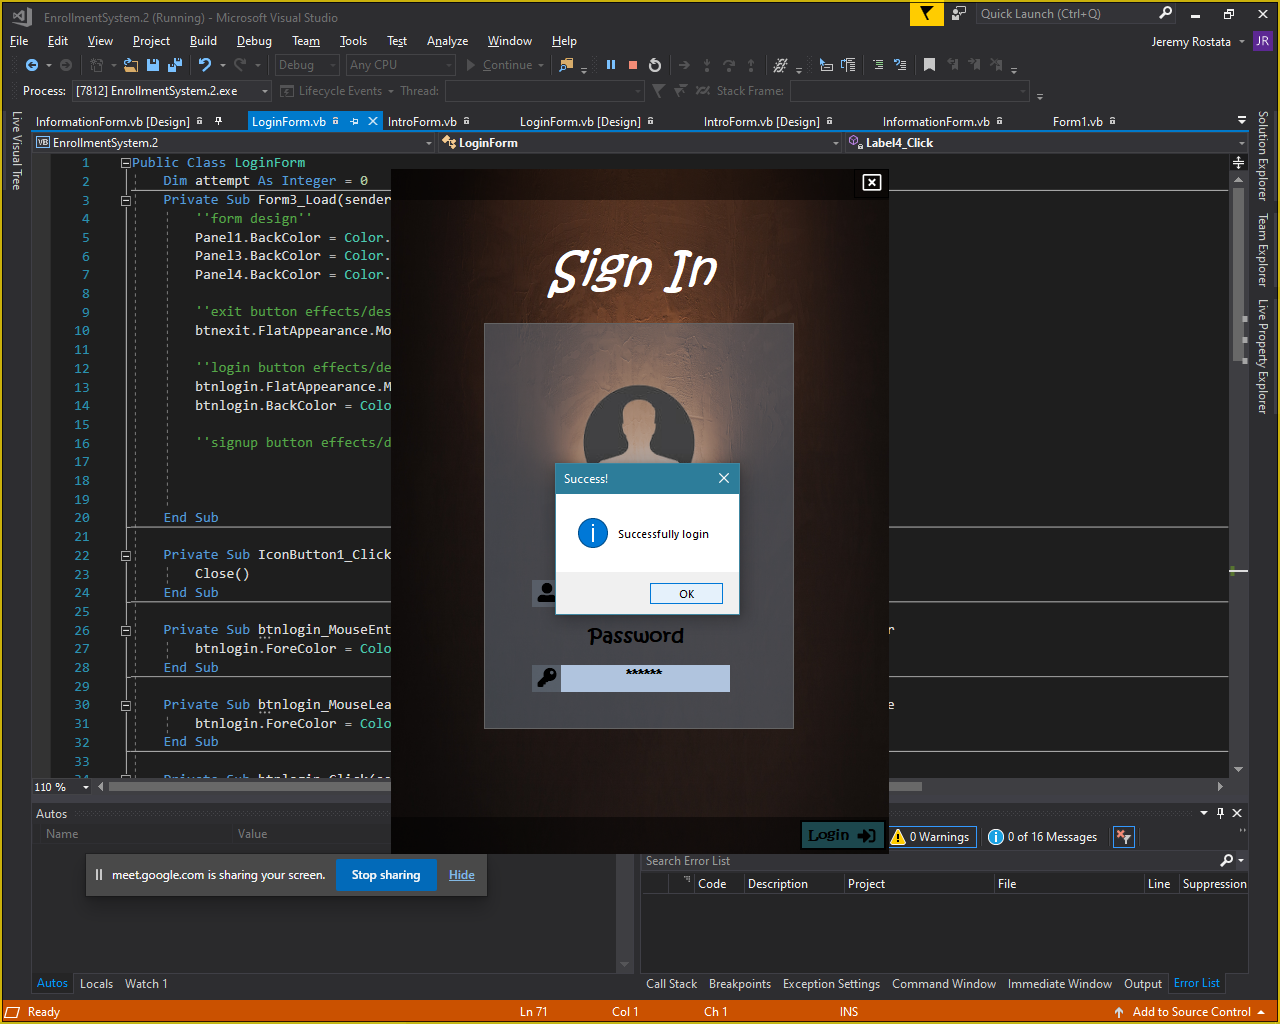 EnrollmentSystem.2 (Running) - Microsoft Visual Studio
Quick Launch (Ctrl+Q)
File Edit View Project Build Debug Team Tools Test Analyze Window Help
Jeremy Rostata JR
Debug Any CPU Continue
Process: [7812] EnrollmentSystem.2.exe Lifecycle Events Thread: Stack Frame:
InformationForm.vb [Design] LoginForm.vb IntroForm.vb LoginForm.vb [Design] IntroForm.vb [Design] InformationForm.vb Form1.vb
VB EnrollmentSystem.2 LoginForm Label4_Click
Live Visual Tree
Solution Explorer
Team Explorer
Live Property Explorer
1 Public Class LoginForm
2 Dim attempt As Integer = 0
3 Private Sub Form3_Load(sender
4 ''form design''
5 Panel1.BackColor = Color.
6 Panel3.BackColor = Color.
7 Panel4.BackColor = Color.
8
9 ''exit button effects/des
10 btnexit.FlatAppearance.Mo
11
12 ''login button effects/de
13 btnlogin.FlatAppearance.M
14 btnlogin.BackColor = Colo
15
16 ''signup button effects/d
17
18
19
20 End Sub
21
22 Private Sub IconButton1_Click
23 Close()
24 End Sub
25
26 Private Sub btnlogin_MouseEnt r
27 btnlogin.ForeColor = Colo
28 End Sub
29
30 Private Sub btnlogin_MouseLea e
31 btnlogin.ForeColor = Colo
32 End Sub
33
34 Private Sub btnlogin_Click(se
Sign In
Success!
Successfully login
OK
Password
******
Login
110 %
Autos
Name Value
meet.google.com is sharing your screen. Stop sharing Hide
0 Warnings 0 of 16 Messages
Search Error List
Code Description Project File Line Suppression
Autos Locals Watch 1
Call Stack Breakpoints Exception Settings Command Window Immediate Window Output Error List
Ready Ln 71 Col 1 Ch 1 INS Add to Source Control